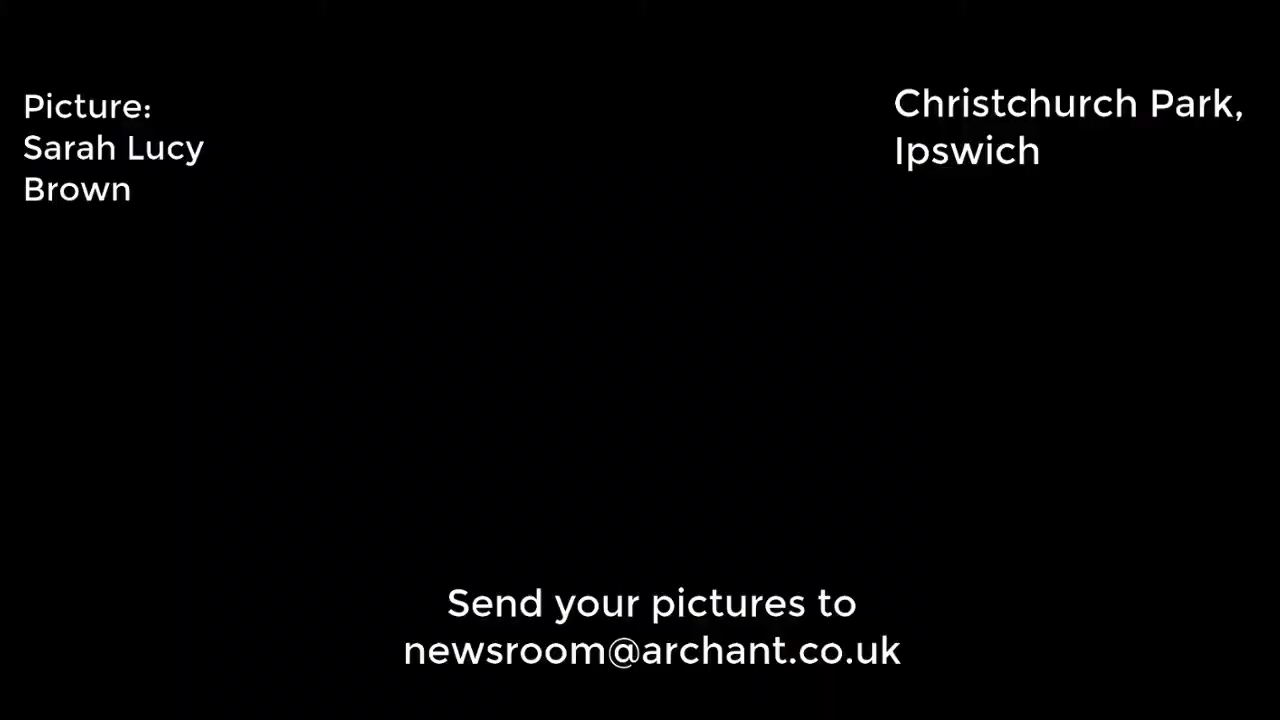 Picture:
Sarah Lucy
Brown
Christchurch Park,
Ipswich
Send your pictures to
newsroom@archant.co.uk